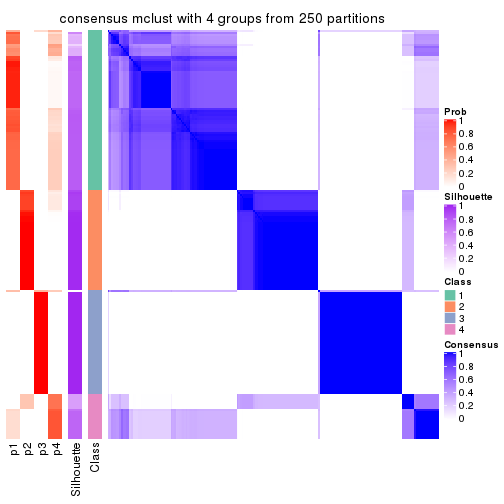 consensus mclust with 4 groups from 250 partitions
Prob
1
0.8
0.6
0.4
0.2
0
Silhouette
1
0.8
0.6
0.4
0.2
0
Class
1
2
3
4
Consensus
1
0.8
0.6
0.4
0.2
0
p1
p2
p3
p4
Silhouette
Class